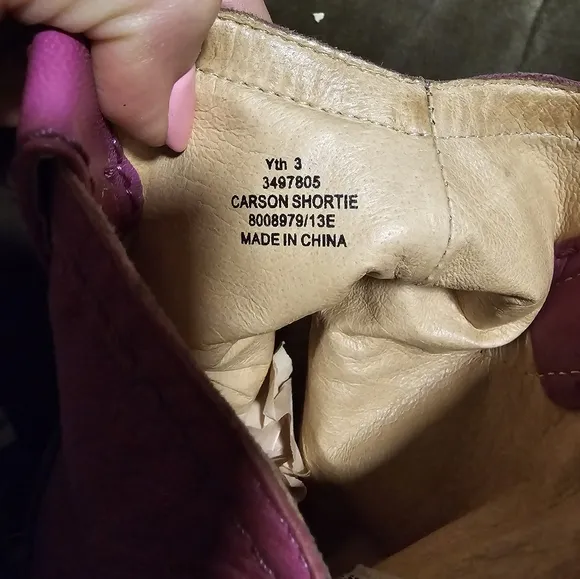 Yth 3
3497805
CARSON SHORTIE
8008979/13E
MADE IN CHINA